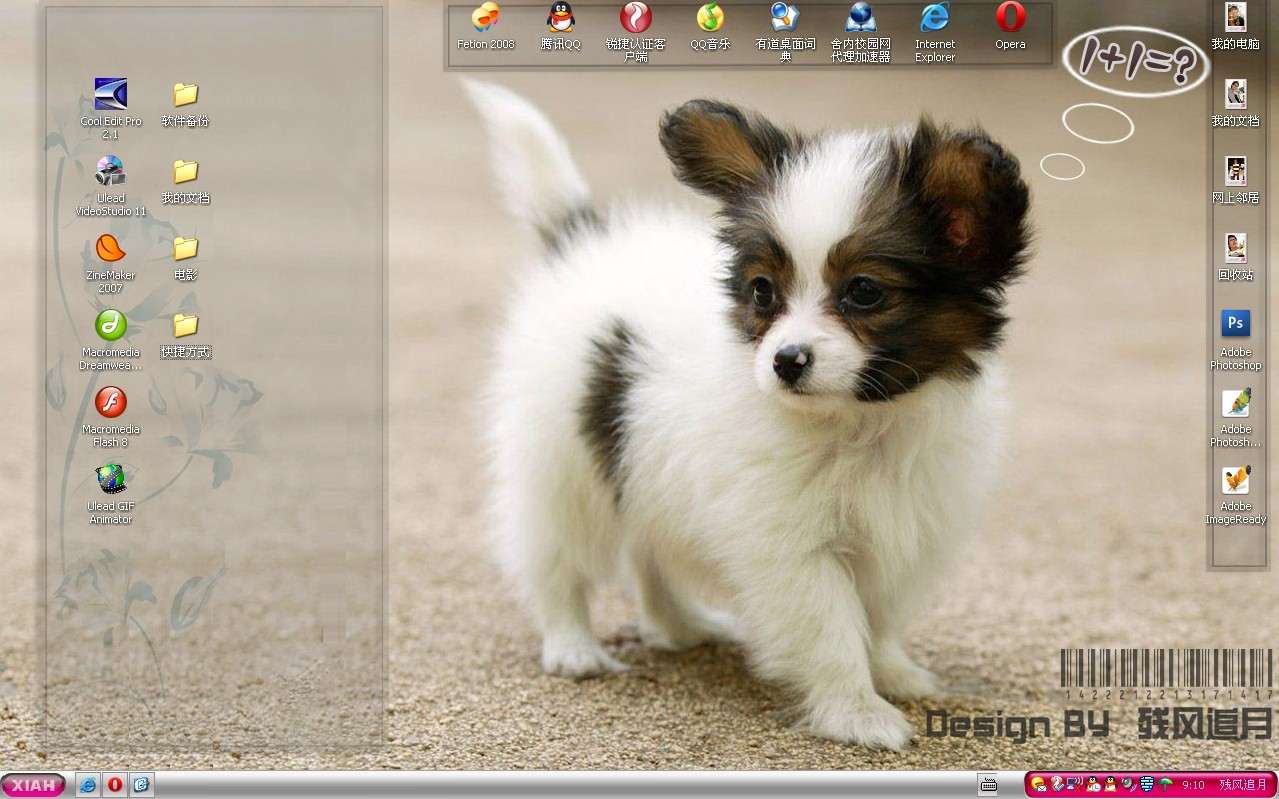 Fetion 2008
腾讯QQ
锐捷认证客
户端
QQ音乐
有道桌面词
典
舍内校园网
代理加速器
Internet
Explorer
Opera
1+1=?
我的电脑
我的文档
网上邻居
回收站
Ps
Adobe
Photoshop
Adobe
Photosh...
Adobe
ImageReady
Cool Edit Pro
2.1
Ulead
VideoStudio 11
ZineMaker
2007
Macromedia
Dreamwea...
Macromedia
Flash 8
Ulead GIF
Animator
软件备份
我的文档
电影
快捷方式
1422212213171417
Design BY 残风追月
XIAH
9:10
残风追月